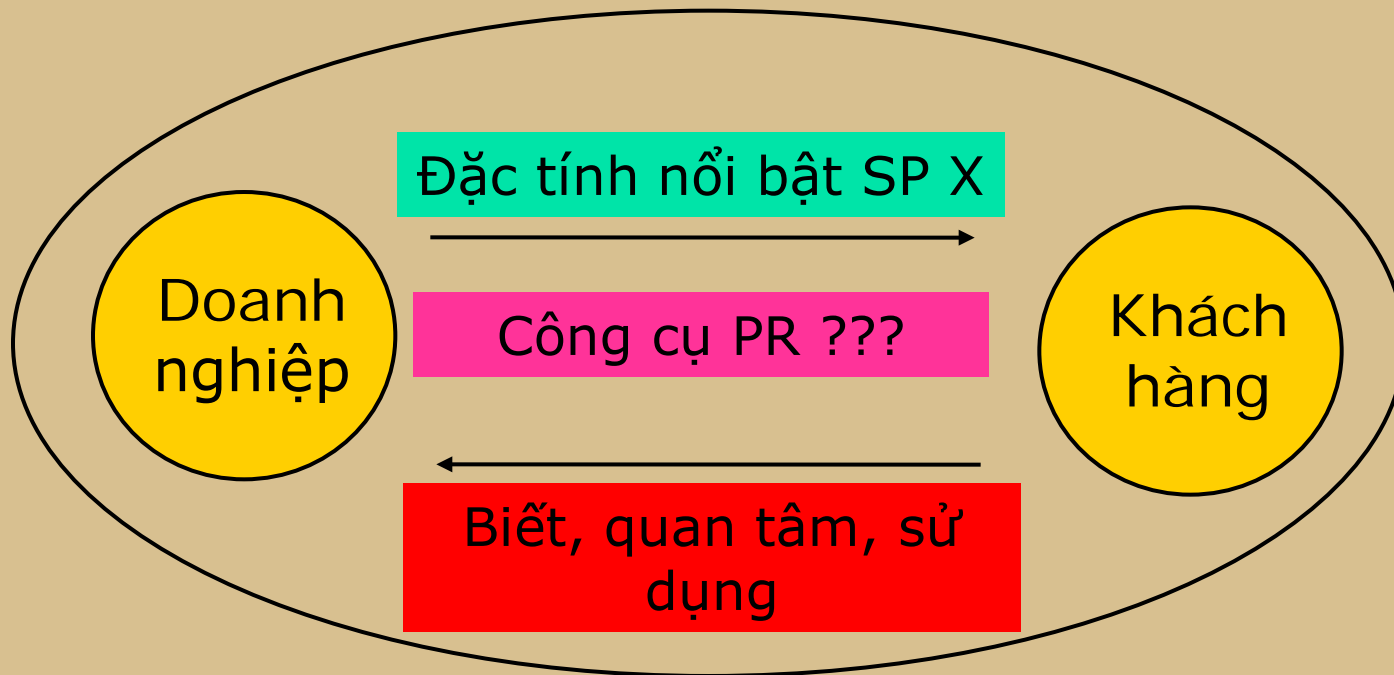 Đặc tính nổi bật SP X
Doanh
nghiệp
Công cụ PR ???
Khách
hàng
Biết, quan tâm, sử
dụng